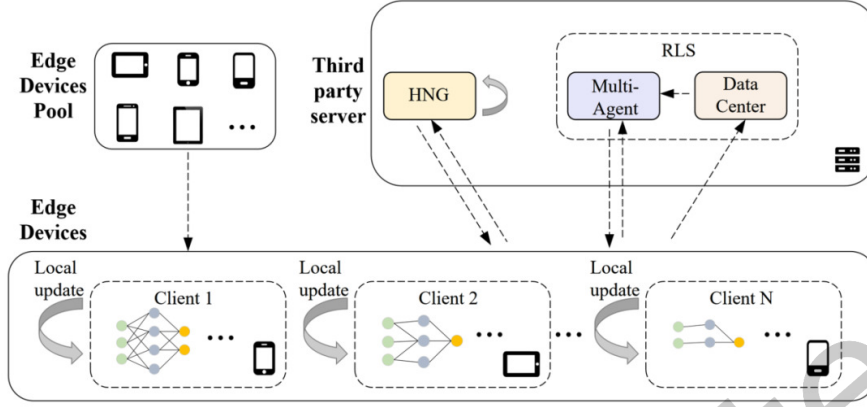 Edge
Devices
Pool
Third
party
server
HNG
RLS
Multi-
Agent
Data
Center
Edge
Devices
Local
update
Client 1
Local
update
Client 2
Local
update
Client N